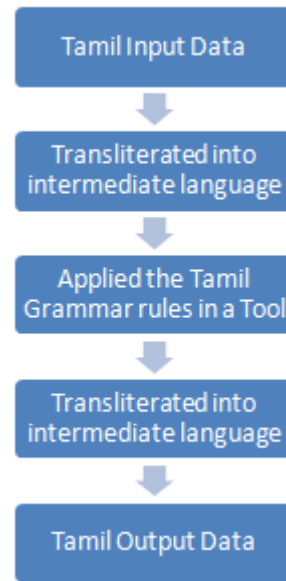 Tamil Input Data
Transliterated into
intermediate language
Applied the Tamil
Grammar rules in a Tool
Transliterated into
intermediate language
Tamil Output Data